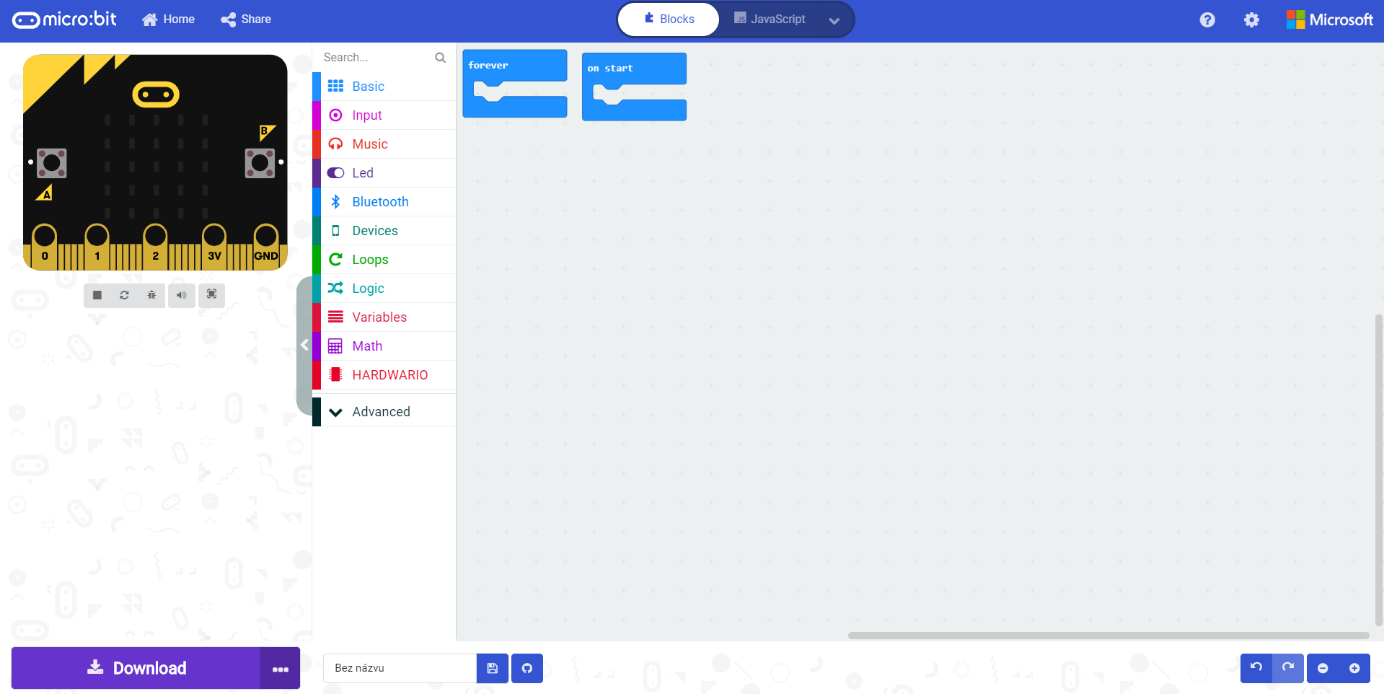 micro:bit Home Share Blocks JavaScript Microsoft
Search...
Basic
Input
Music
Led
Bluetooth
Devices
Loops
Logic
Variables
Math
HARDWARIO
Advanced
forever
on start
B
A
0 1 2 3V GND
Download
Bez názvu